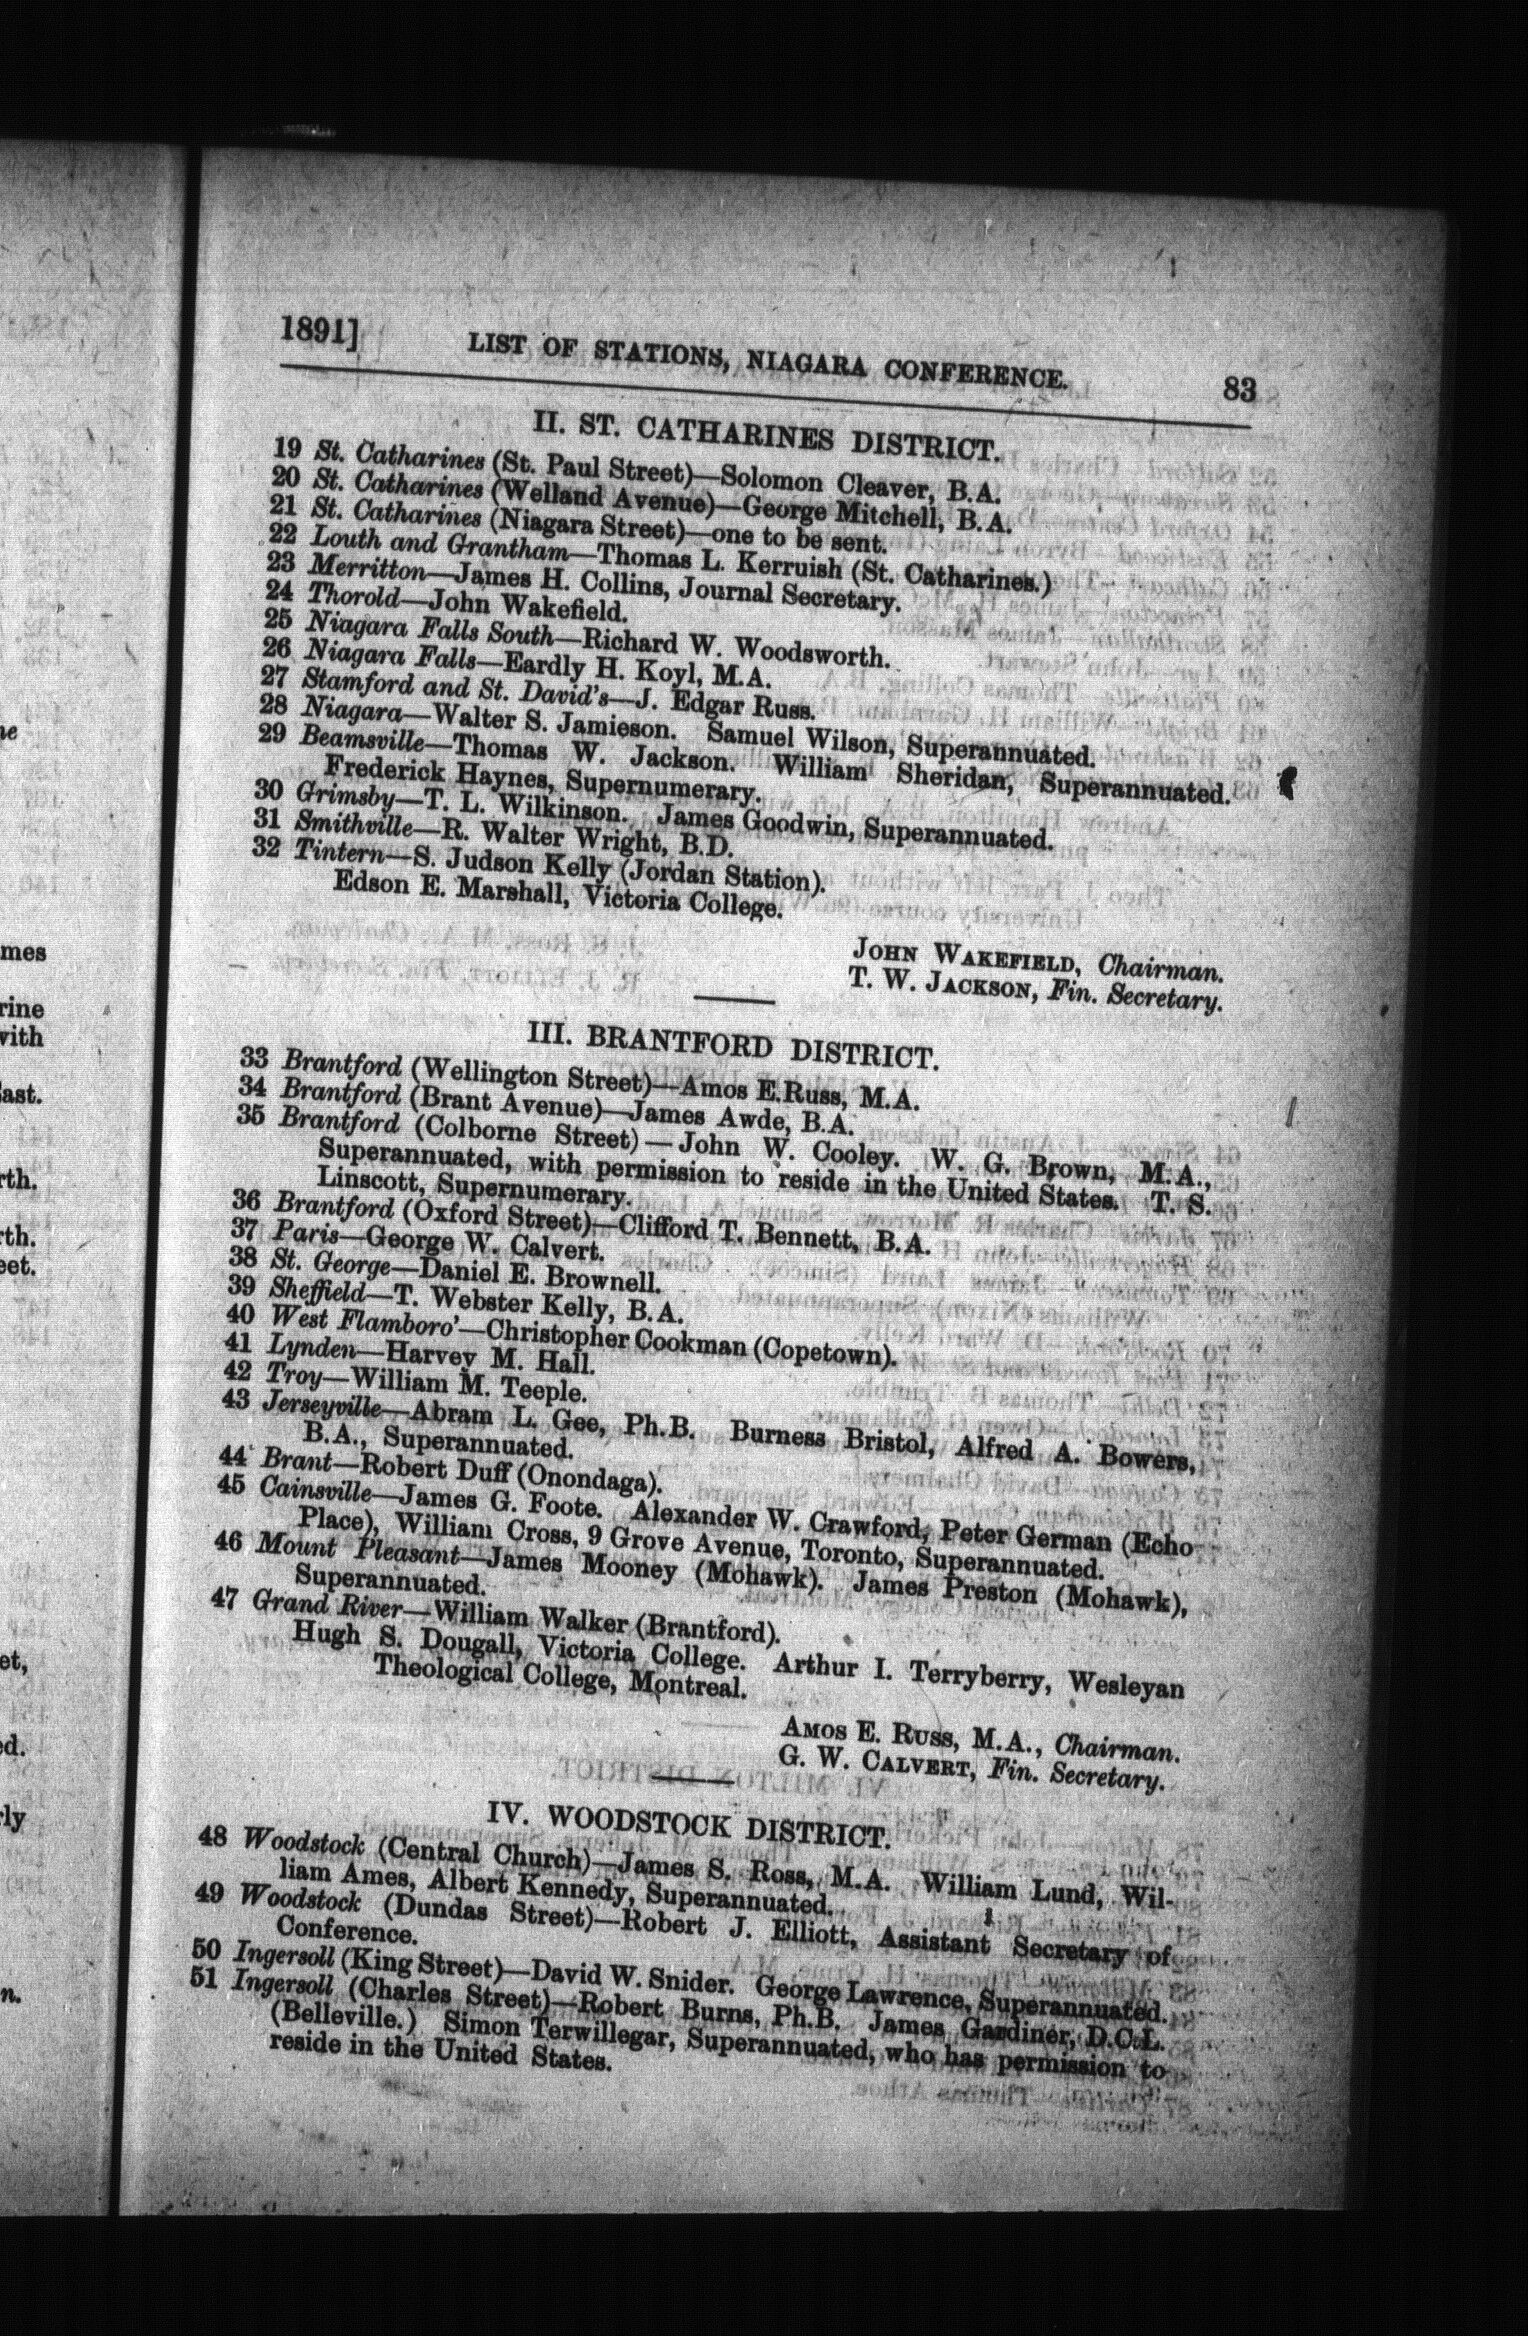 1891] LIST OF STATIONS, NIAGARA CONFERENCE. 83
II. ST. CATHARINES DISTRICT.
19 St. Catharines (St. Paul Street)—Solomon Cleaver, B.A.
20 St. Catharines (Welland Avenue)—George Mitchell, B.A.
21 St. Catharines (Niagara Street)—one to be sent.
22 Louth and Grantham—Thomas L. Kerruish (St. Catharines.)
23 Merritton—James H. Collins, Journal Secretary.
24 Thorold—John Wakefield.
25 Niagara Falls South—Richard W. Woodsworth.
26 Niagara Falls—Eardly H. Koyl, M.A.
27 Stamford and St. David's—J. Edgar Russ.
28 Niagara—Walter S. Jamieson. Samuel Wilson, Superannuated.
29 Beamsville—Thomas W. Jackson. William Sheridan, Superannuated.
Frederick Haynes, Supernumerary.
30 Grimsby—T. L. Wilkinson. James Goodwin, Superannuated.
31 Smithville—R. Walter Wright, B.D.
32 Tintern—S. Judson Kelly (Jordan Station).
Edson E. Marshall, Victoria College.
JOHN WAKEFIELD, Chairman.
T. W. JACKSON, Fin. Secretary.
III. BRANTFORD DISTRICT.
33 Brantford (Wellington Street)—Amos E. Russ, M.A.
34 Brantford (Brant Avenue)—James Awde, B.A.
35 Brantford (Colborne Street)—John W. Cooley. W. G. Brown, M.A.,
Superannuated, with permission to reside in the United States. T. S.
Linscott, Supernumerary.
36 Brantford (Oxford Street)—Clifford T. Bennett, B.A.
37 Paris—George W. Calvert.
38 St. George—Daniel E. Brownell.
39 Sheffield—T. Webster Kelly, B.A.
40 West Flamboro'—Christopher Cookman (Copetown).
41 Lynden—Harvey M. Hall.
42 Troy—William M. Teeple.
43 Jerseyville—Abram L. Gee, Ph.B. Burness Bristol, Alfred A. Bowers,
B.A., Superannuated.
44 Brant—Robert Duff (Onondaga).
45 Cainsville—James G. Foote. Alexander W. Crawford, Peter German (Echo
Place), William Cross, 9 Grove Avenue, Toronto, Superannuated.
46 Mount Pleasant—James Mooney (Mohawk). James Preston (Mohawk),
Superannuated.
47 Grand River—William Walker (Brantford).
Hugh S. Dougall, Victoria College. Arthur I. Terryberry, Wesleyan
Theological College, Montreal.
AMOS E. RUSS, M.A., Chairman.
G. W. CALVERT, Fin. Secretary.
IV. WOODSTOCK DISTRICT.
48 Woodstock (Central Church)—James S. Ross, M.A. William Lund, Wil-
liam Ames, Albert Kennedy, Superannuated.
49 Woodstock (Dundas Street)—Robert J. Elliott, Assistant Secretary of
Conference.
50 Ingersoll (King Street)—David W. Snider. George Lawrence, Superannuated.
51 Ingersoll (Charles Street)—Robert Burns, Ph.B. James Gardiner, D.C.L.
(Belleville.) Simon Terwillegar, Superannuated, who has permission to
reside in the United States.